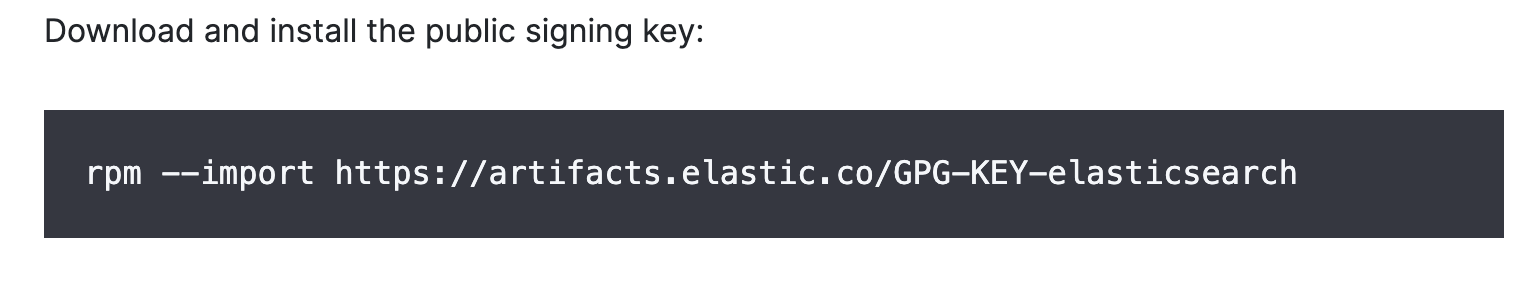 Download and install the public signing key:
rpm --import https://artifacts.elastic.co/GPG-KEY-elasticsearch